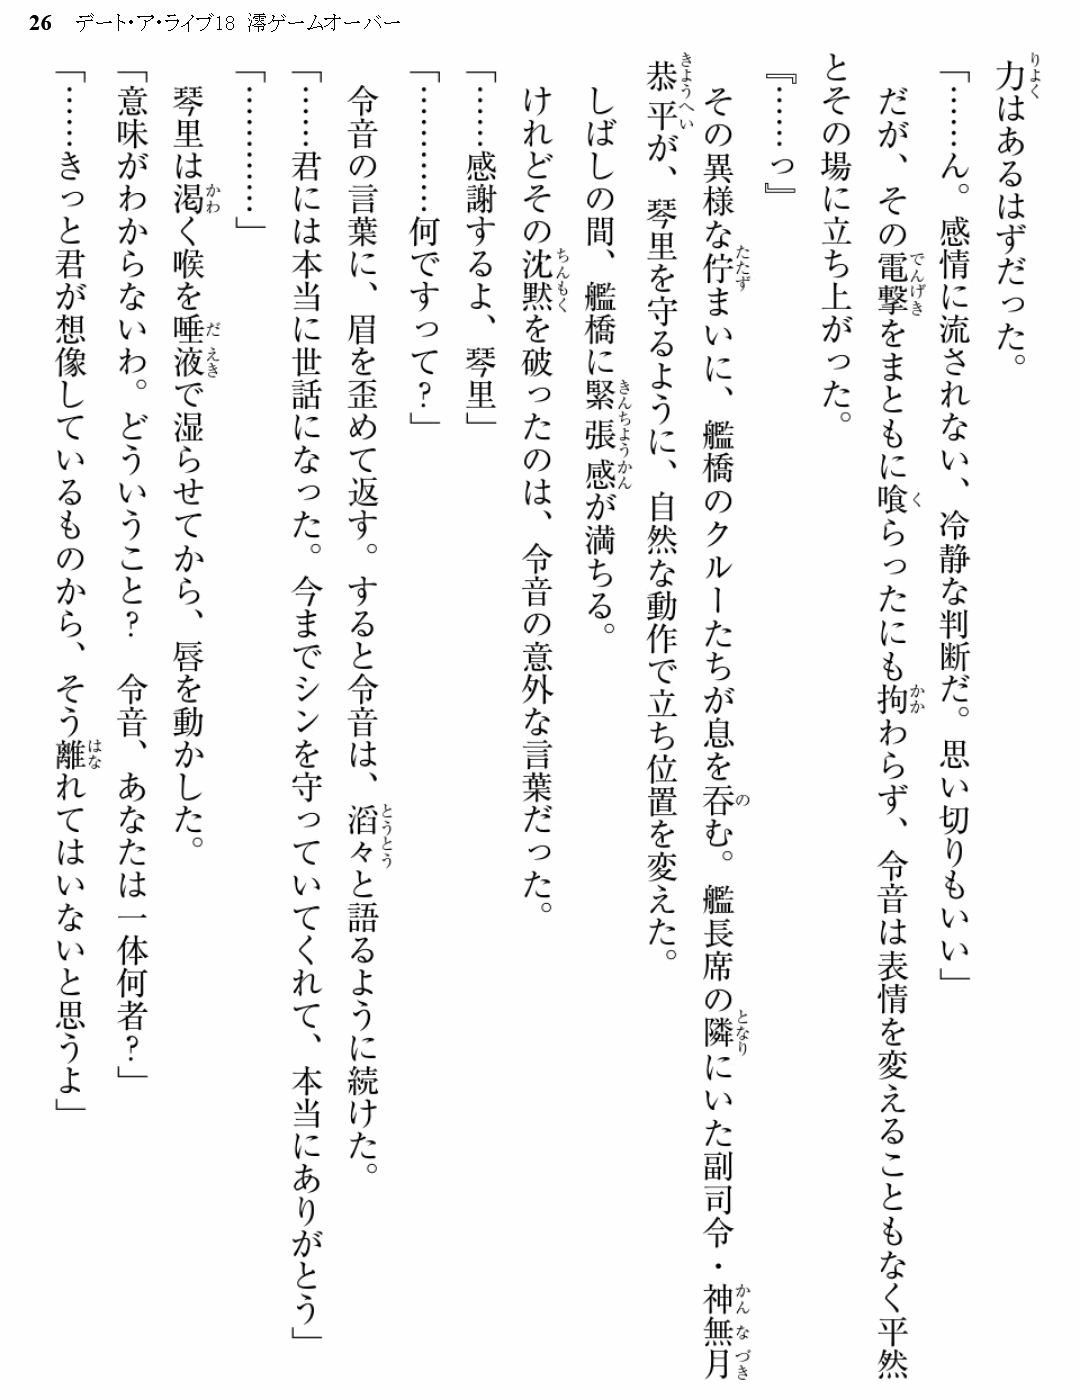 26 デート・ア・ライブ18 澪ゲームオーバー
力はあるはずだった。
「……ん。感情に流されない、冷静な判断だ。思い切りもいい」
だが、その電撃をまともに喰らったにも拘わらず、令音は表情を変えることもなく平然
とその場に立ち上がった。
『……っ』
その異様な佇まいに、艦橋のクルーたちが息を呑む。艦長席の隣にいた副司令・神無月
恭平が、琴里を守るように、自然な動作で立ち位置を変えた。
しばしの間、艦橋に緊張感が満ちる。
けれどその沈黙を破ったのは、令音の意外な言葉だった。
「……感謝するよ、琴里」
「…………何ですって?」
令音の言葉に、眉を歪めて返す。すると令音は、滔々と語るように続けた。
「……君には本当に世話になった。今までシンを守っていてくれて、本当にありがとう」
「…………」
琴里は渇く喉を唾液で湿らせてから、唇を動かした。
「意味がわからないわ。どういうこと? 令音、あなたは一体何者?」
「……きっと君が想像しているものから、そう離れてはいないと思うよ」